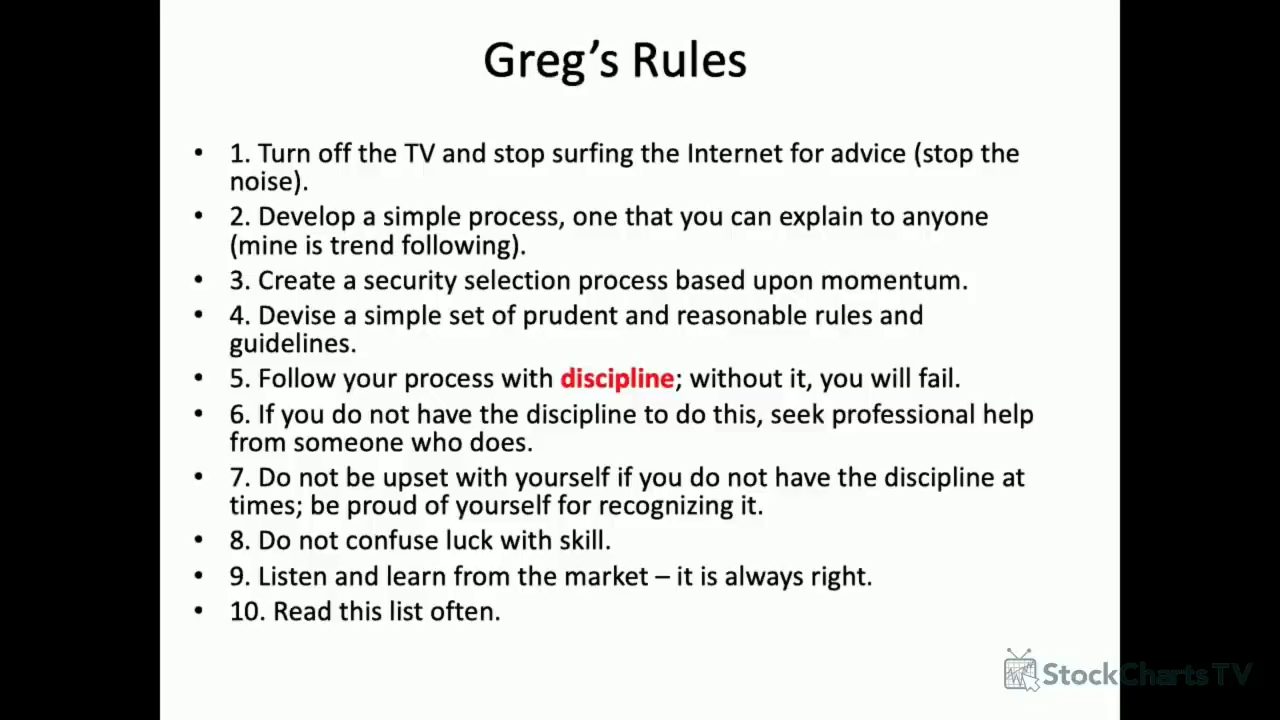 Greg’s Rules
• 1. Turn off the TV and stop surfing the Internet for advice (stop the
noise).
• 2. Develop a simple process, one that you can explain to anyone
(mine is trend following).
• 3. Create a security selection process based upon momentum.
• 4. Devise a simple set of prudent and reasonable rules and
guidelines.
• 5. Follow your process with discipline; without it, you will fail.
• 6. If you do not have the discipline to do this, seek professional help
from someone who does.
• 7. Do not be upset with yourself if you do not have the discipline at
times; be proud of yourself for recognizing it.
• 8. Do not confuse luck with skill.
• 9. Listen and learn from the market – it is always right.
• 10. Read this list often.
StockChartsTV